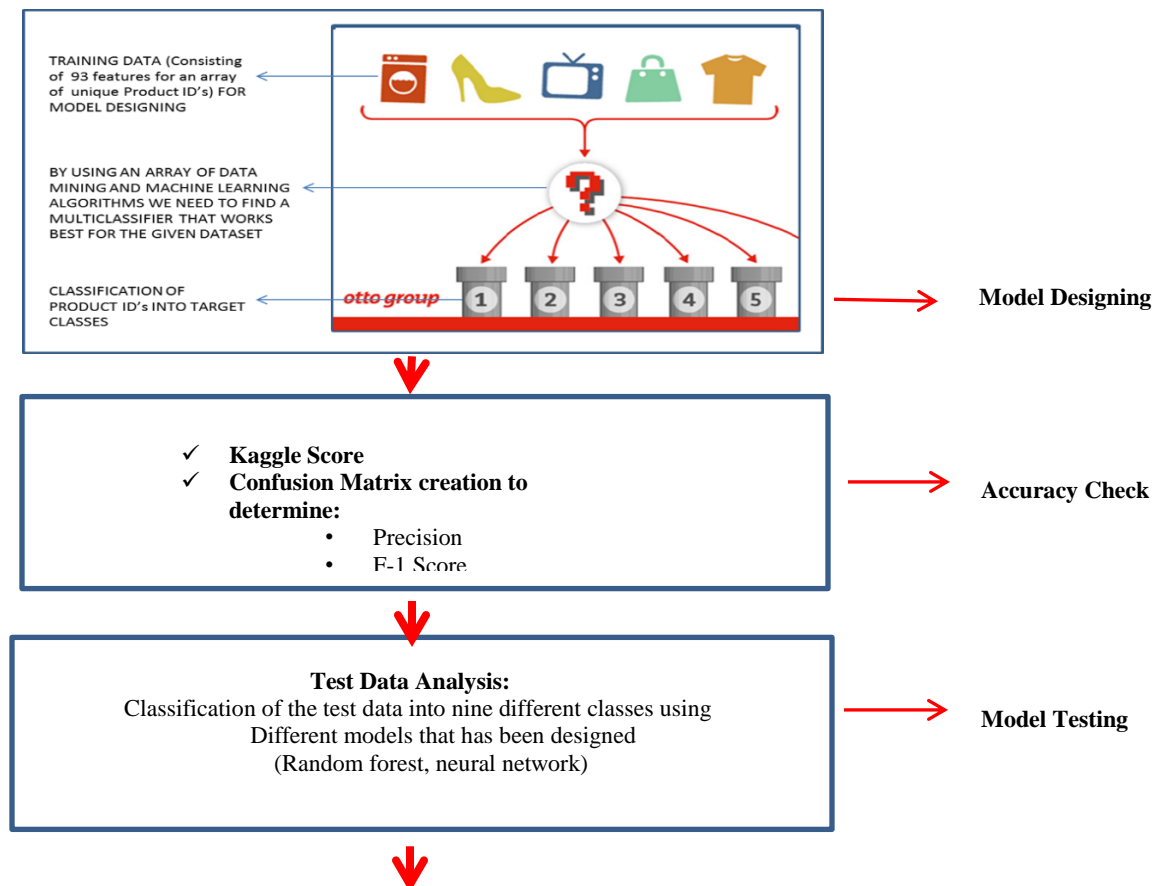 TRAINING DATA (Consisting
of 93 features for an array
of unique Product ID's) FOR
MODEL DESIGNING
BY USING AN ARRAY OF DATA
MINING AND MACHINE LEARNING
ALGORITHMS WE NEED TO FIND A
MULTICLASSIFIER THAT WORKS
BEST FOR THE GIVEN DATASET
CLASSIFICATION OF
PRODUCT ID's INTO TARGET
CLASSES
?
otto group
1 2 3 4 5
Model Designing
✓ Kaggle Score
✓ Confusion Matrix creation to
determine:
• Precision
• F-1 Score
Accuracy Check
Test Data Analysis:
Classification of the test data into nine different classes using
Different models that has been designed
(Random forest, neural network)
Model Testing